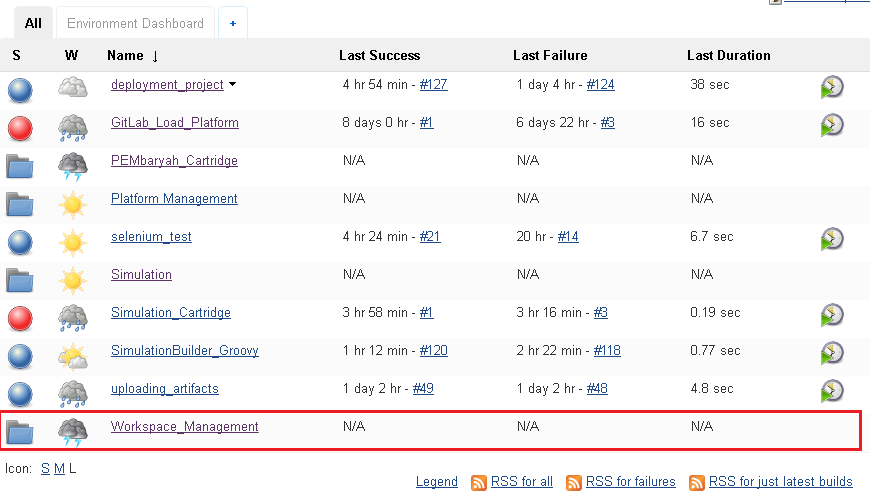 All Environment Dashboard +
S W Name ↓ Last Success Last Failure Last Duration
deployment_project 4 hr 54 min - #127 1 day 4 hr - #124 38 sec
GitLab_Load_Platform 8 days 0 hr - #1 6 days 22 hr - #3 16 sec
PEMbaryah_Cartridge N/A N/A N/A
Platform Management N/A N/A N/A
selenium_test 4 hr 24 min - #21 20 hr - #14 6.7 sec
Simulation N/A N/A N/A
Simulation_Cartridge 3 hr 58 min - #1 3 hr 16 min - #3 0.19 sec
SimulationBuilder_Groovy 1 hr 12 min - #120 2 hr 22 min - #118 0.77 sec
uploading_artifacts 1 day 2 hr - #49 1 day 2 hr - #48 4.8 sec
Workspace_Management N/A N/A N/A
Icon: S M L
Legend RSS for all RSS for failures RSS for just latest builds